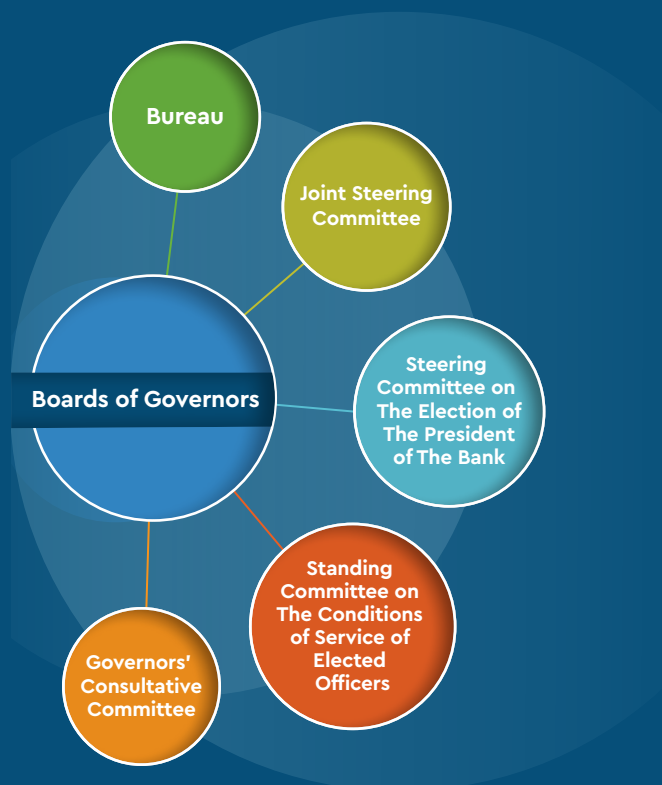 Bureau
Joint Steering
Committee
Steering
Committee on
The Election of
The President
of The Bank
Boards of Governors
Standing
Committee on
The Conditions
of Service of
Elected
Officers
Governors'
Consultative
Committee